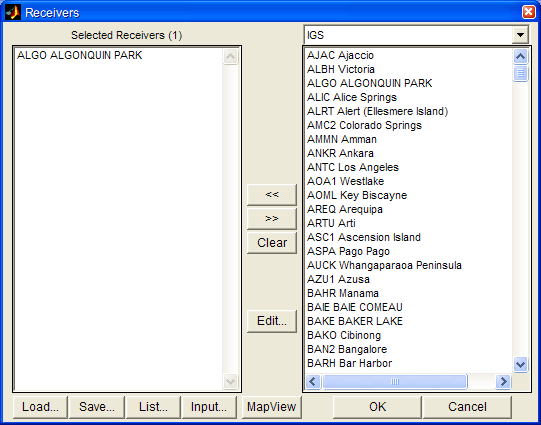 Receivers
Selected Receivers (1)
ALGO ALGONQUIN PARK
<<
>>
Clear
Edit...
IGS
AJAC Ajaccio
ALBH Victoria
ALGO ALGONQUIN PARK
ALIC Alice Springs
ALRT Alert (Ellesmere Island)
AMC2 Colorado Springs
AMMN Amman
ANKR Ankara
ANTC Los Angeles
AOA1 Westlake
AOML Key Biscayne
AREQ Arequipa
ARTU Arti
ASC1 Ascension Island
ASPA Pago Pago
AUCK Whangaparaoa Peninsula
AZU1 Azusa
BAHR Manama
BAIE BAIE COMEAU
BAKE BAKER LAKE
BAKO Cibinong
BAN2 Bangalore
BARH Bar Harbor
Load... Save... List... Input... MapView OK Cancel